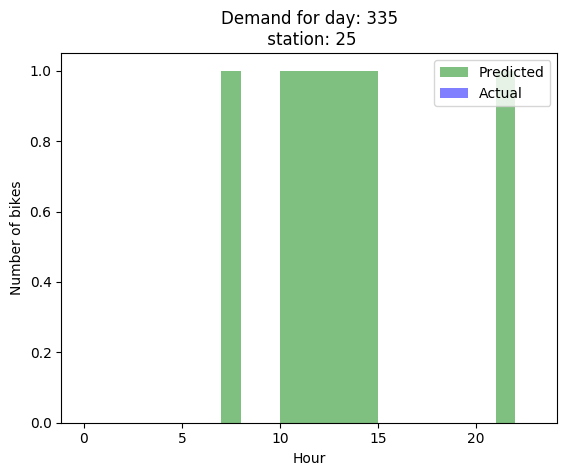 Demand for day: 335
station: 25
Predicted
Actual
1.0
0.8
0.6
0.4
0.2
0.0
Number of bikes
0
5
10
15
20
Hour